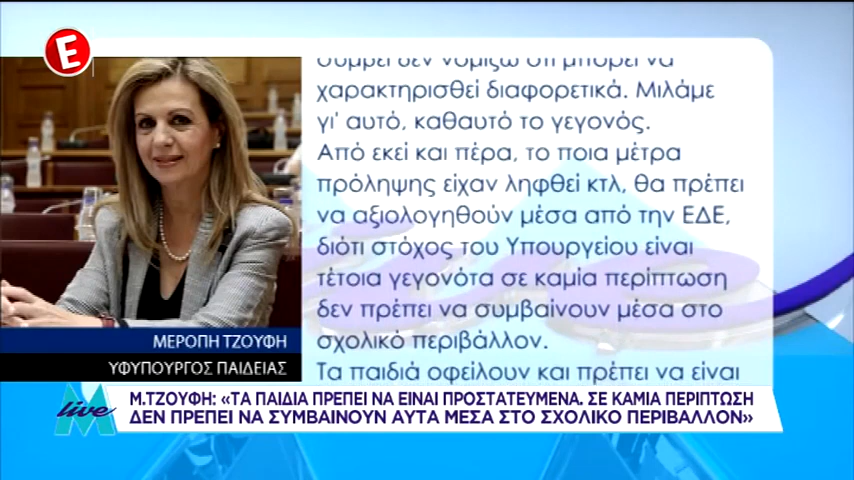 E
συμβεί δεν νομίζω ότι μπορεί να
χαρακτηρισθεί διαφορετικά. Μιλάμε
γι' αυτό, καθαυτό το γεγονός.
Από εκεί και πέρα, το ποια μέτρα
πρόληψης είχαν ληφθεί κτλ, θα πρέπει
να αξιολογηθούν μέσα από την ΕΔΕ,
διότι στόχος του Υπουργείου είναι
τέτοια γεγονότα σε καμία περίπτωση
δεν πρέπει να συμβαίνουν μέσα στο
σχολικό περιβάλλον.
Τα παιδιά οφείλουν και πρέπει να είναι
ΜΕΡΟΠΗ ΤΖΟΥΦΗ
ΥΦΥΠΟΥΡΓΟΣ ΠΑΙΔΕΙΑΣ
M live
Μ.ΤΖΟΥΦΗ: «ΤΑ ΠΑΙΔΙΑ ΠΡΕΠΕΙ ΝΑ ΕΙΝΑΙ ΠΡΟΣΤΑΤΕΥΜΕΝΑ. ΣΕ ΚΑΜΙΑ ΠΕΡΙΠΤΩΣΗ
ΔΕΝ ΠΡΕΠΕΙ ΝΑ ΣΥΜΒΑΙΝΟΥΝ ΑΥΤΑ ΜΕΣΑ ΣΤΟ ΣΧΟΛΙΚΟ ΠΕΡΙΒΑΛΛΟΝ»